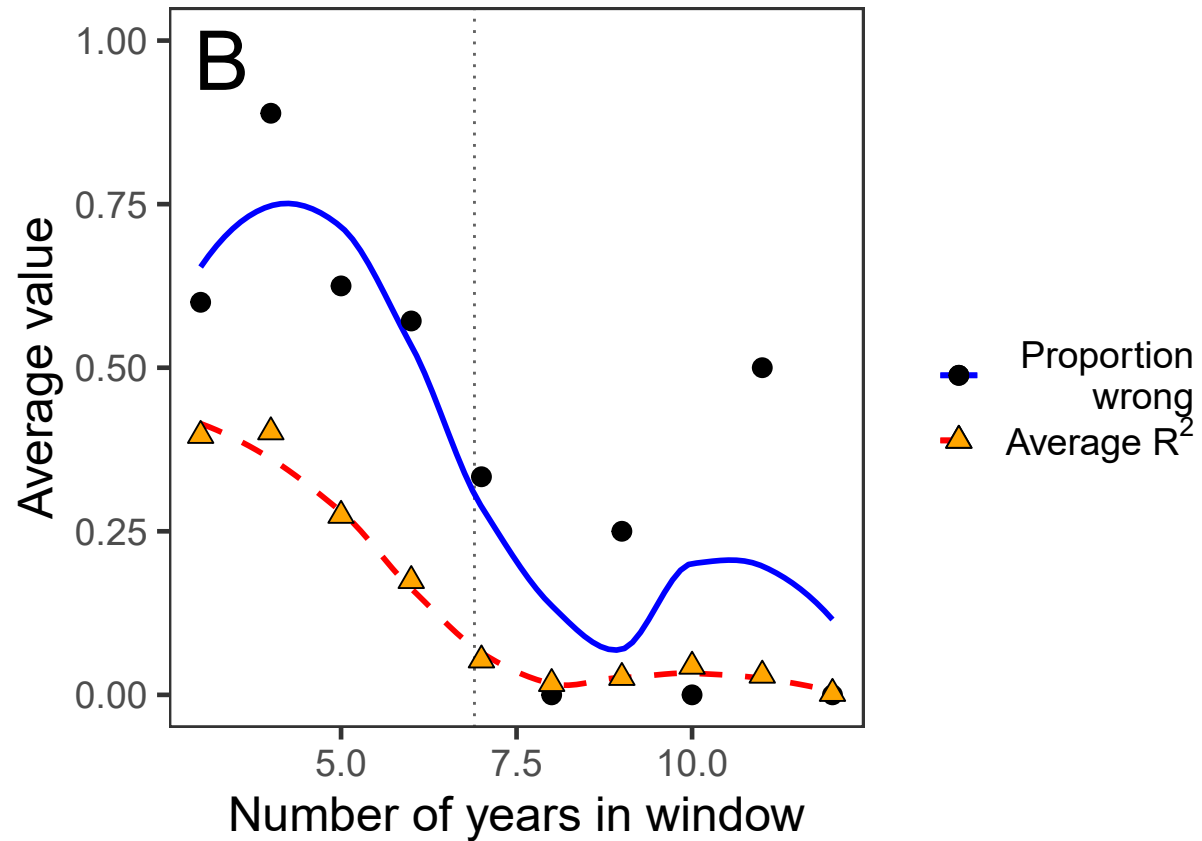 B
1.00
0.75
0.50
0.25
0.00
Average value
5.0 7.5 10.0
Number of years in window
Proportion
wrong
Average R²